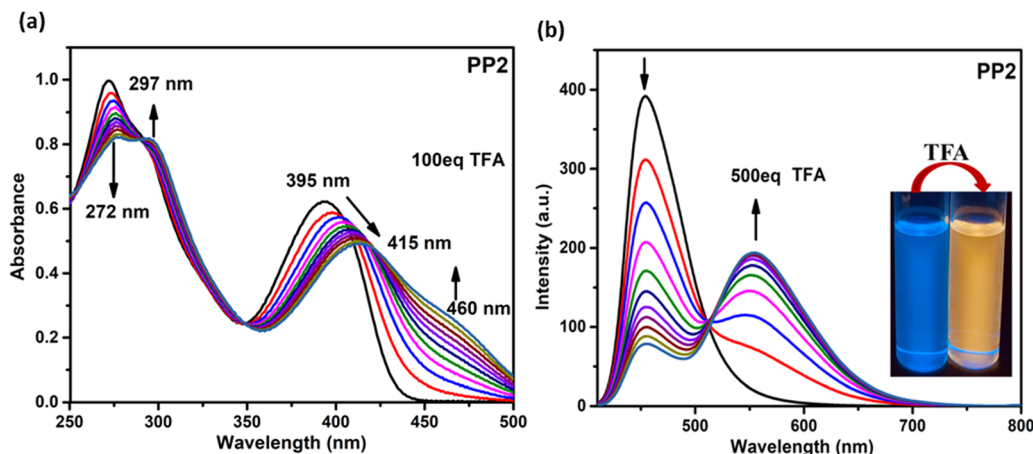 (a)
PP2
297 nm
272 nm
100eq TFA
395 nm
415 nm
460 nm
1.0
0.8
0.6
0.4
0.2
0.0
Absorbance
250 300 350 400 450 500
Wavelength (nm)
(b)
PP2
500eq TFA
TFA
400
300
200
100
0
Intensity (a.u.)
500 600 700 800
Wavelength (nm)